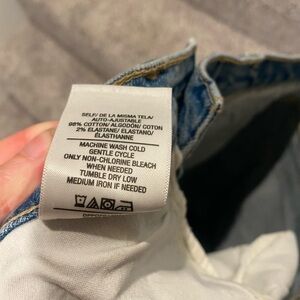 SELF/ DE LA MISMA TELA/
AUTO-AJUSTABLE
98% COTTON/ ALGODÓN/ COTON
2% ELASTANE/ ELASTANO/
ÉLASTHANNE
MACHINE WASH COLD
GENTLE CYCLE
ONLY NON-CHLORINE BLEACH
WHEN NEEDED
TUMBLE DRY LOW
MEDIUM IRON IF NEEDED